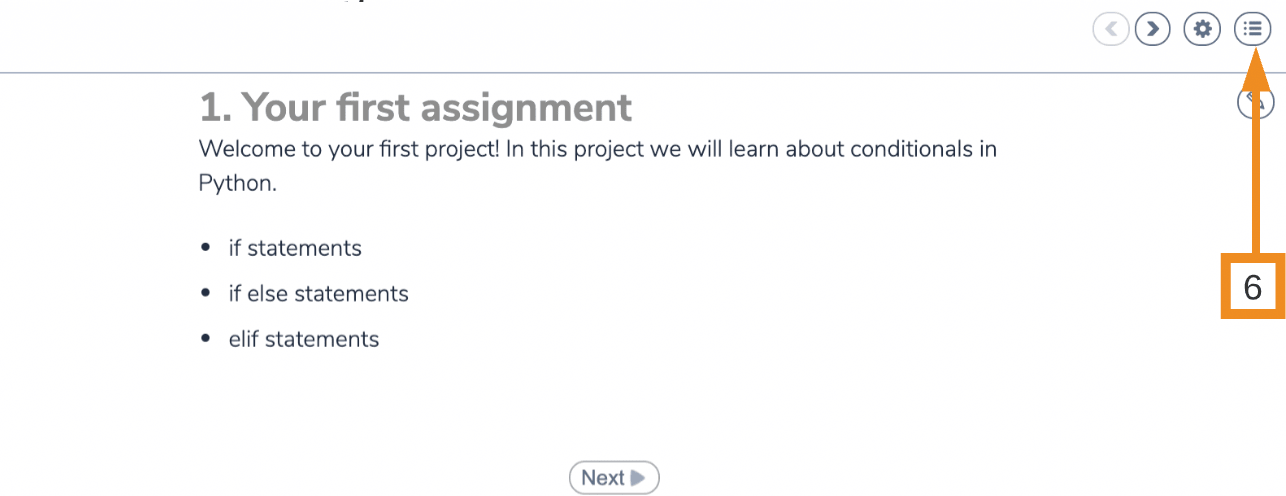 1. Your first assignment
Welcome to your first project! In this project we will learn about conditionals in
Python.
• if statements
• if else statements
• elif statements
6
Next